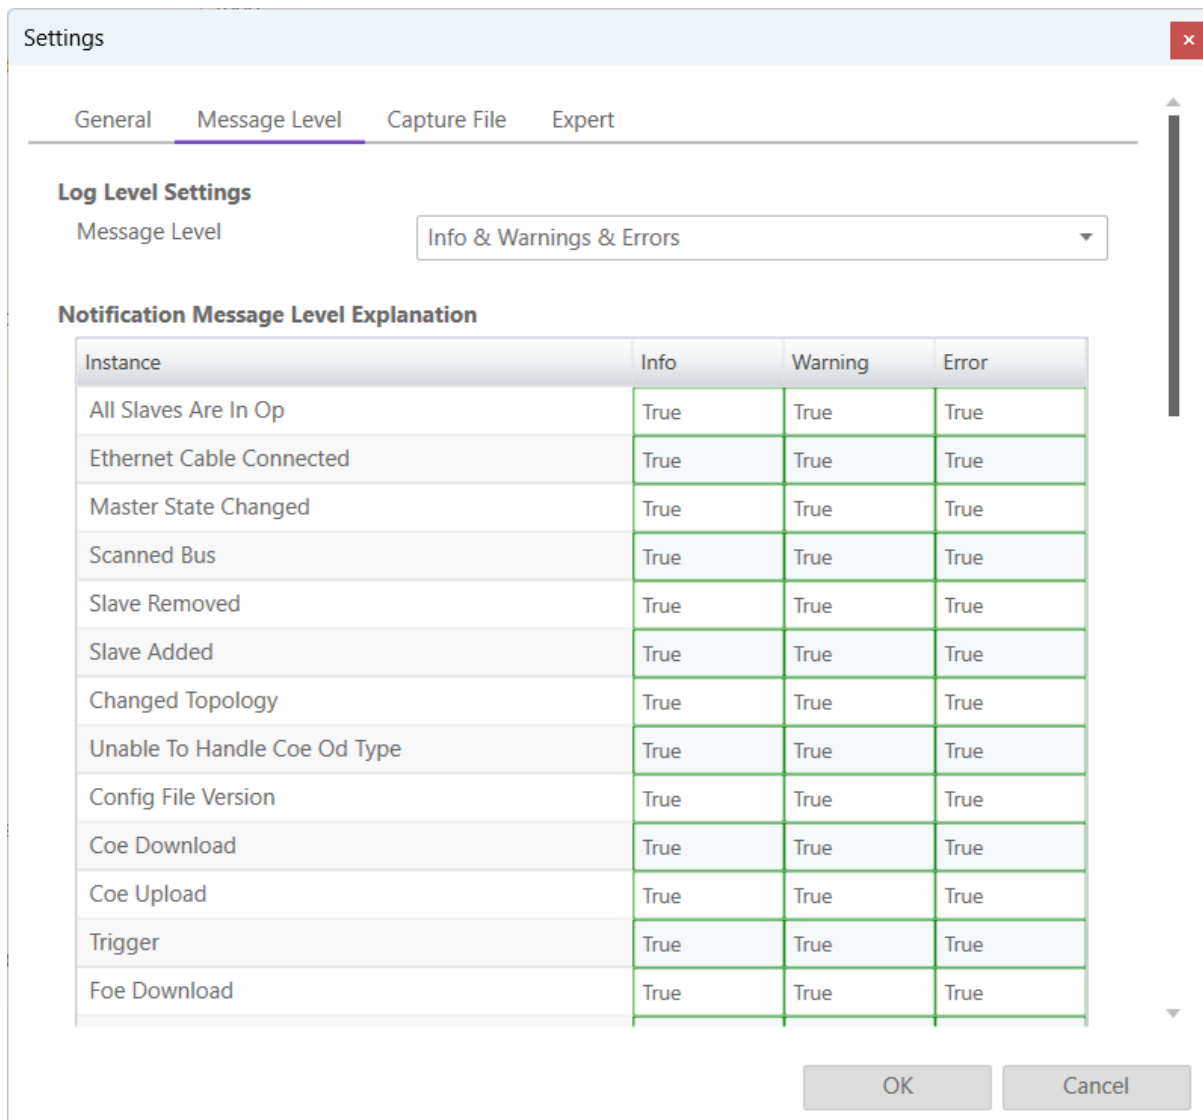 Settings
×
General Message Level Capture File Expert
Log Level Settings
Message Level Info & Warnings & Errors
Notification Message Level Explanation
Instance Info Warning Error
All Slaves Are In Op True True True
Ethernet Cable Connected True True True
Master State Changed True True True
Scanned Bus True True True
Slave Removed True True True
Slave Added True True True
Changed Topology True True True
Unable To Handle Coe Od Type True True True
Config File Version True True True
Coe Download True True True
Coe Upload True True True
Trigger True True True
Foe Download True True True
OK Cancel